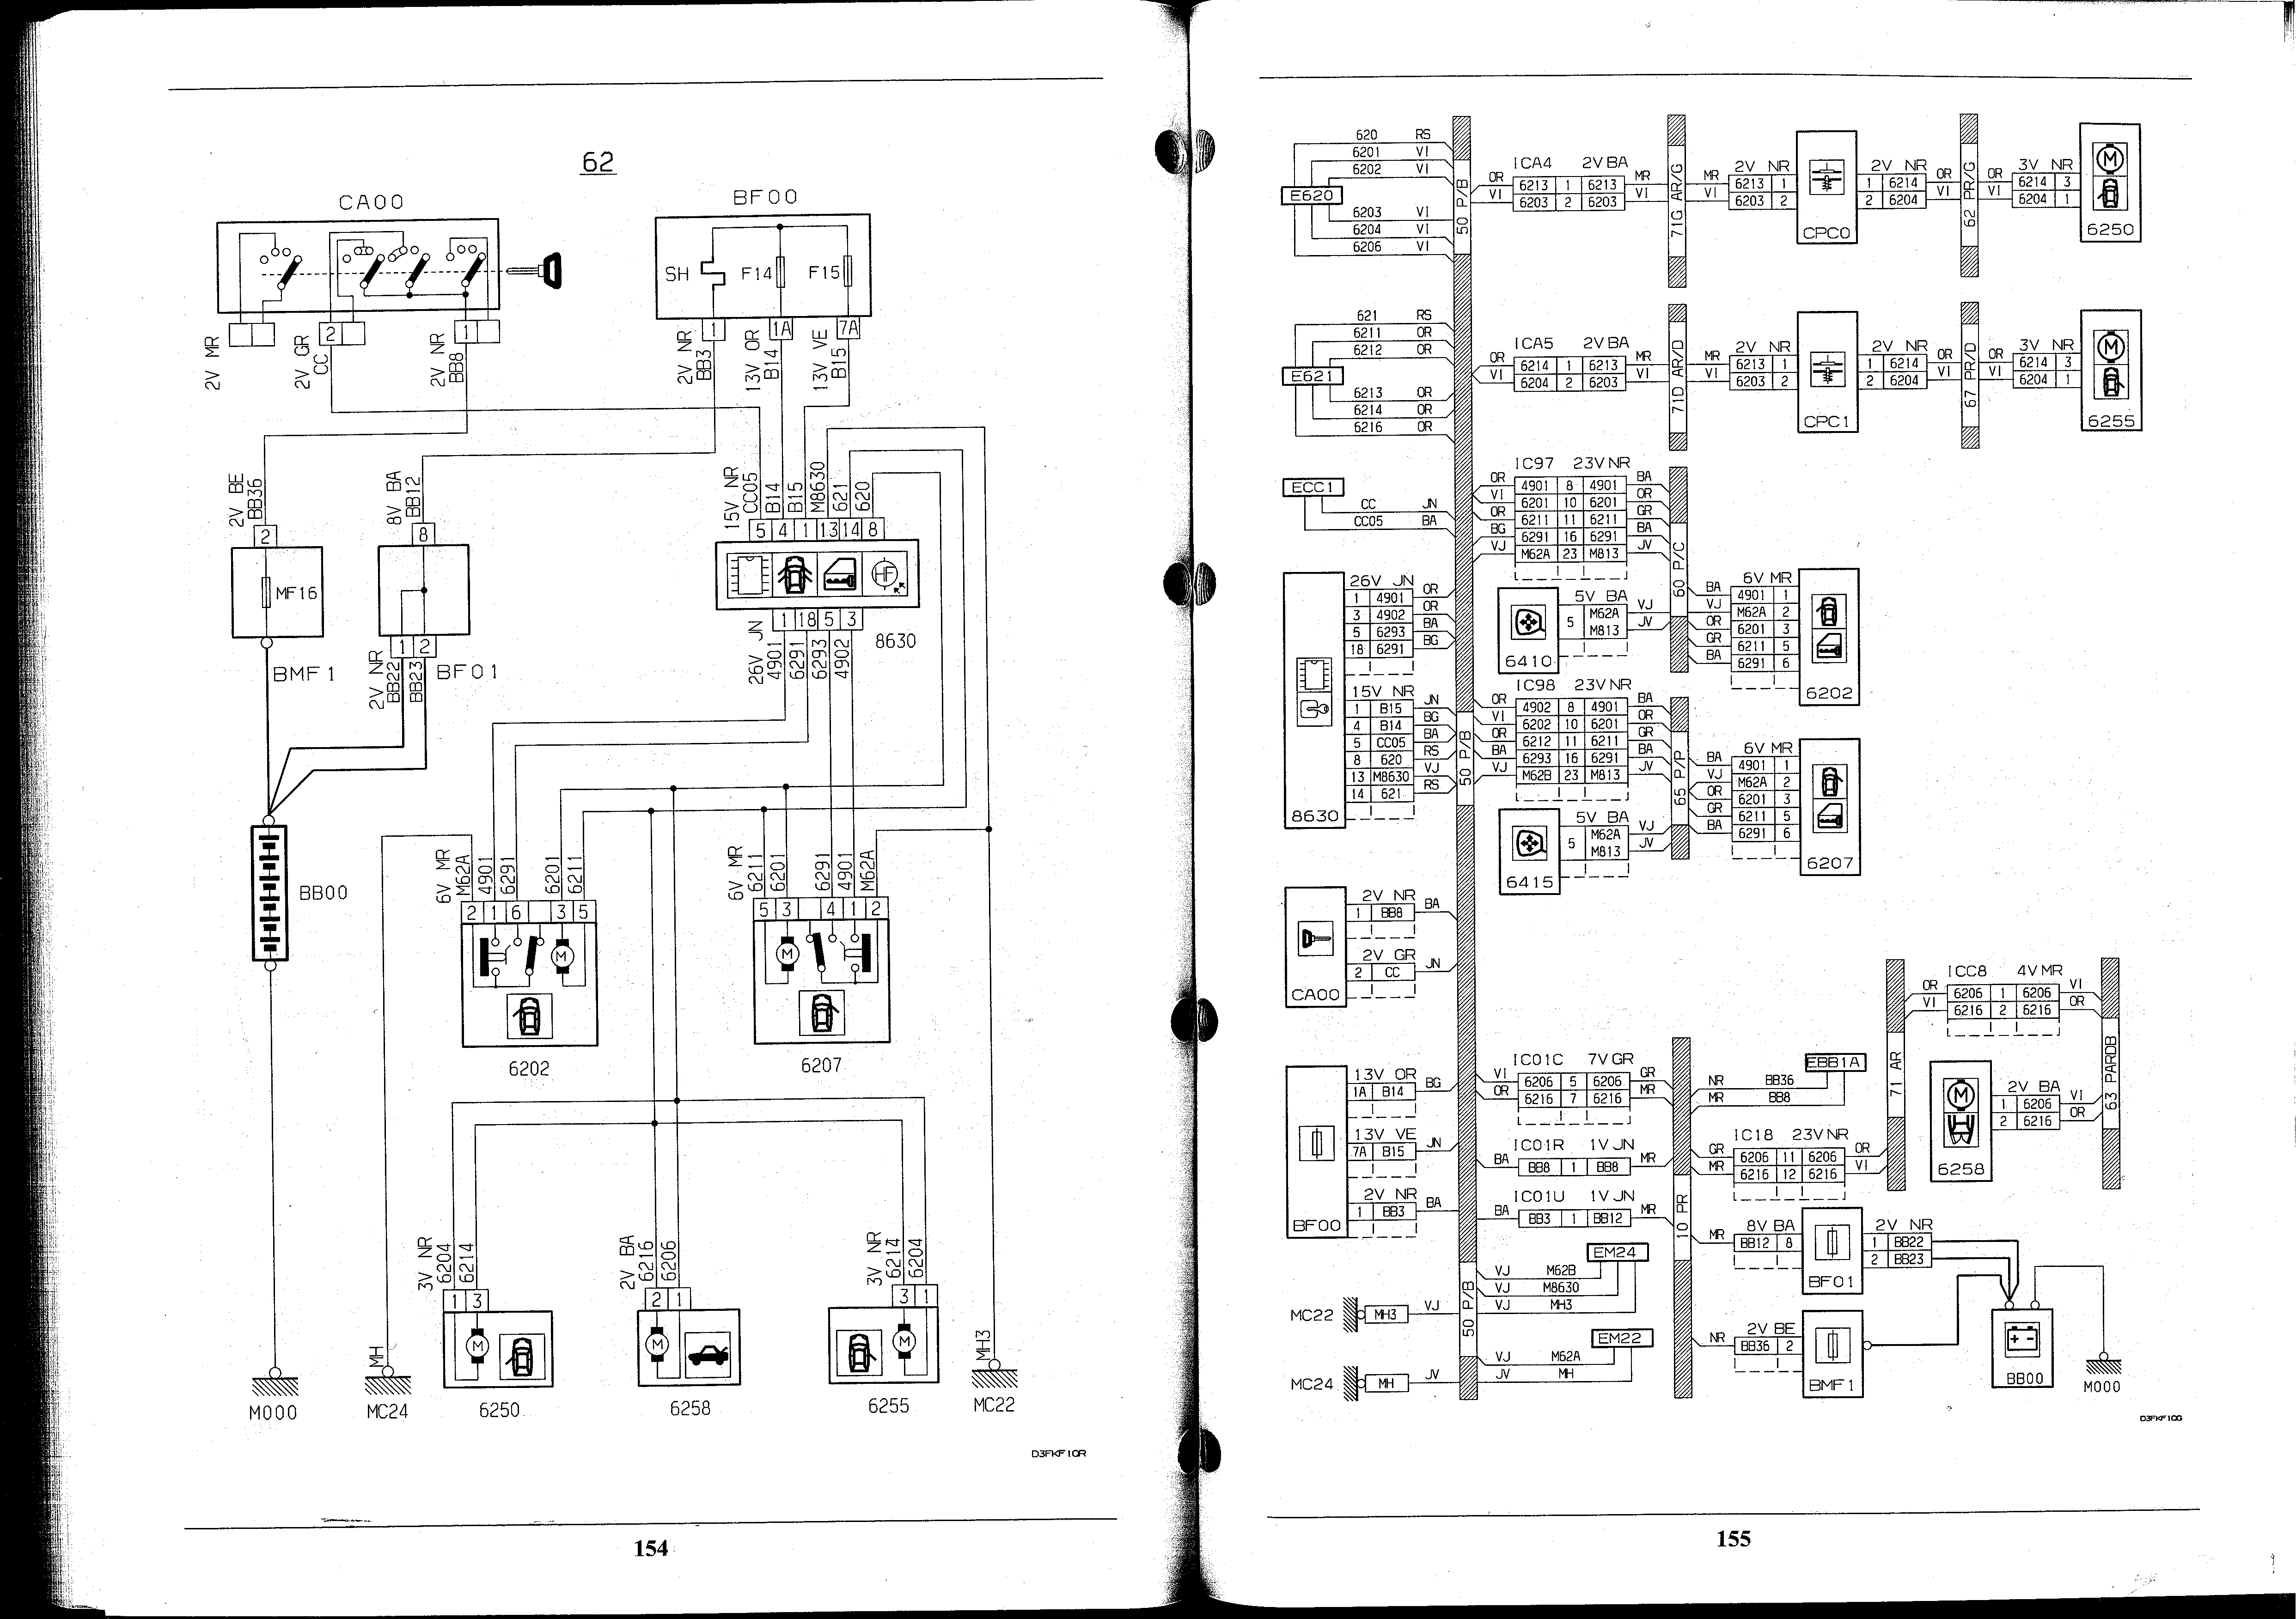 62
CA00
BF00
SH
F14
F15
2
1
1
1A
7A
2V MR
2V GR
CC
2V NR
BB8
2V NR
BB3
13V OR
B14
13V VE
B15
2V BE
BB36
8V BA
BB12
15V NR
CC05
B14
B15
M8630
621
620
2
8
5 4 1 13 14 8
MF16
HF
1 2
1 18 5 3
8630
BMF1
BF01
2V NR
BB22
BB23
26V JN
4901
6291
6293
4902
BB00
6V MR
M62A
4901
6291
6201
6211
6V MR
6211
6201
6291
4901
M62A
2 1 6 3 5
5 3 4 1 2
M
M
6202
6207
3V NR
6204
6214
2V BA
6216
6206
3V NR
6214
6204
1 3
2 1
3 1
MH
MH3
M
M
M
M000
MC24
6250
6258
6255
MC22
D3FKF10R
154
620 RS
6201 VI
6202 VI
E620
6203 VI
6204 VI
6206 VI
50 P/B
ICA4 2V BA
OR 6213 1 6213 MR
VI 6203 2 6203 VI
71G AR/G
2V NR
MR 6213 1
VI 6203 2
CPC0
2V NR
1 6214 OR
2 6204 VI
62 PR/G
3V NR
OR 6214 3
VI 6204 1
M
6250
621 RS
6211 OR
6212 OR
E621
6213 OR
6214 OR
6216 OR
ICA5 2V BA
OR 6214 1 6213 MR
VI 6204 2 6203 VI
71D AR/D
2V NR
MR 6213 1
VI 6203 2
CPC1
2V NR
1 6214 OR
2 6204 VI
67 PR/D
3V NR
OR 6214 3
VI 6204 1
M
6255
ECC1
CC JN
CC05 BA
IC97 23V NR
OR 4901 8 4901 BA
VI 6201 10 6201 OR
OR 6211 11 6211 GR
BG 6291 16 6291 BA
VJ M62A 23 M813 JV
60 P/C
26V JN
1 4901 OR
3 4902 OR
5 6293 BA
18 6291 BG
15V NR
1 B15 JN
4 B14 BG
5 CC05 BA
8 620 RS
13 M8630 VJ
14 621 RS
8630
50 P/B
5V BA
5 M62A VJ
M813 JV
6410
6V MR
BA 4901 1
VJ M62A 2
OR 6201 3
GR 6211 5
BA 6291 6
6202
IC98 23V NR
OR 4902 8 4901 BA
VI 6202 10 6201 OR
OR 6212 11 6211 GR
BA 6293 16 6291 BA
VJ M62B 23 M813 JV
65 P/P
5V BA
5 M62A VJ
M813 JV
6415
6V MR
BA 4901 1
VJ M62A 2
OR 6201 3
GR 6211 5
BA 6291 6
6207
2V NR
1 BB8 BA
2V GR
2 CC JN
CA00
13V OR
1A B14 BG
13V VE
7A B15 JN
2V NR
1 BB3 BA
BF00
IC01C 7V GR
VI 6206 5 6206 GR
OR 6216 7 6216 MR
IC01R 1V JN
BA BB8 1 BB8 MR
IC01U 1V JN
BA BB3 1 BB12 MR
10 PR
EBB1A
NR BB36
MR BB8
IC18 23V NR
GR 6206 11 6206 OR
MR 6216 12 6216 VI
71 AR
ICC8 4V MR
OR 6206 1 6206 VI
VI 6216 2 6216 OR
63 PARDB
M
6258
2V BA
1 6206 VI
2 6216 OR
8V BA
MR BB12 8
BF01
2V NR
1 BB22
2 BB23
2V BE
NR BB36 2
BMF1
BB00
M000
EM24
VJ M62B
VJ M8630
VJ MH3
50 P/B
MC22 MH3 VJ
EM22
VJ M62A
JV MH
MC24 MH JV
D3FKF10G
155